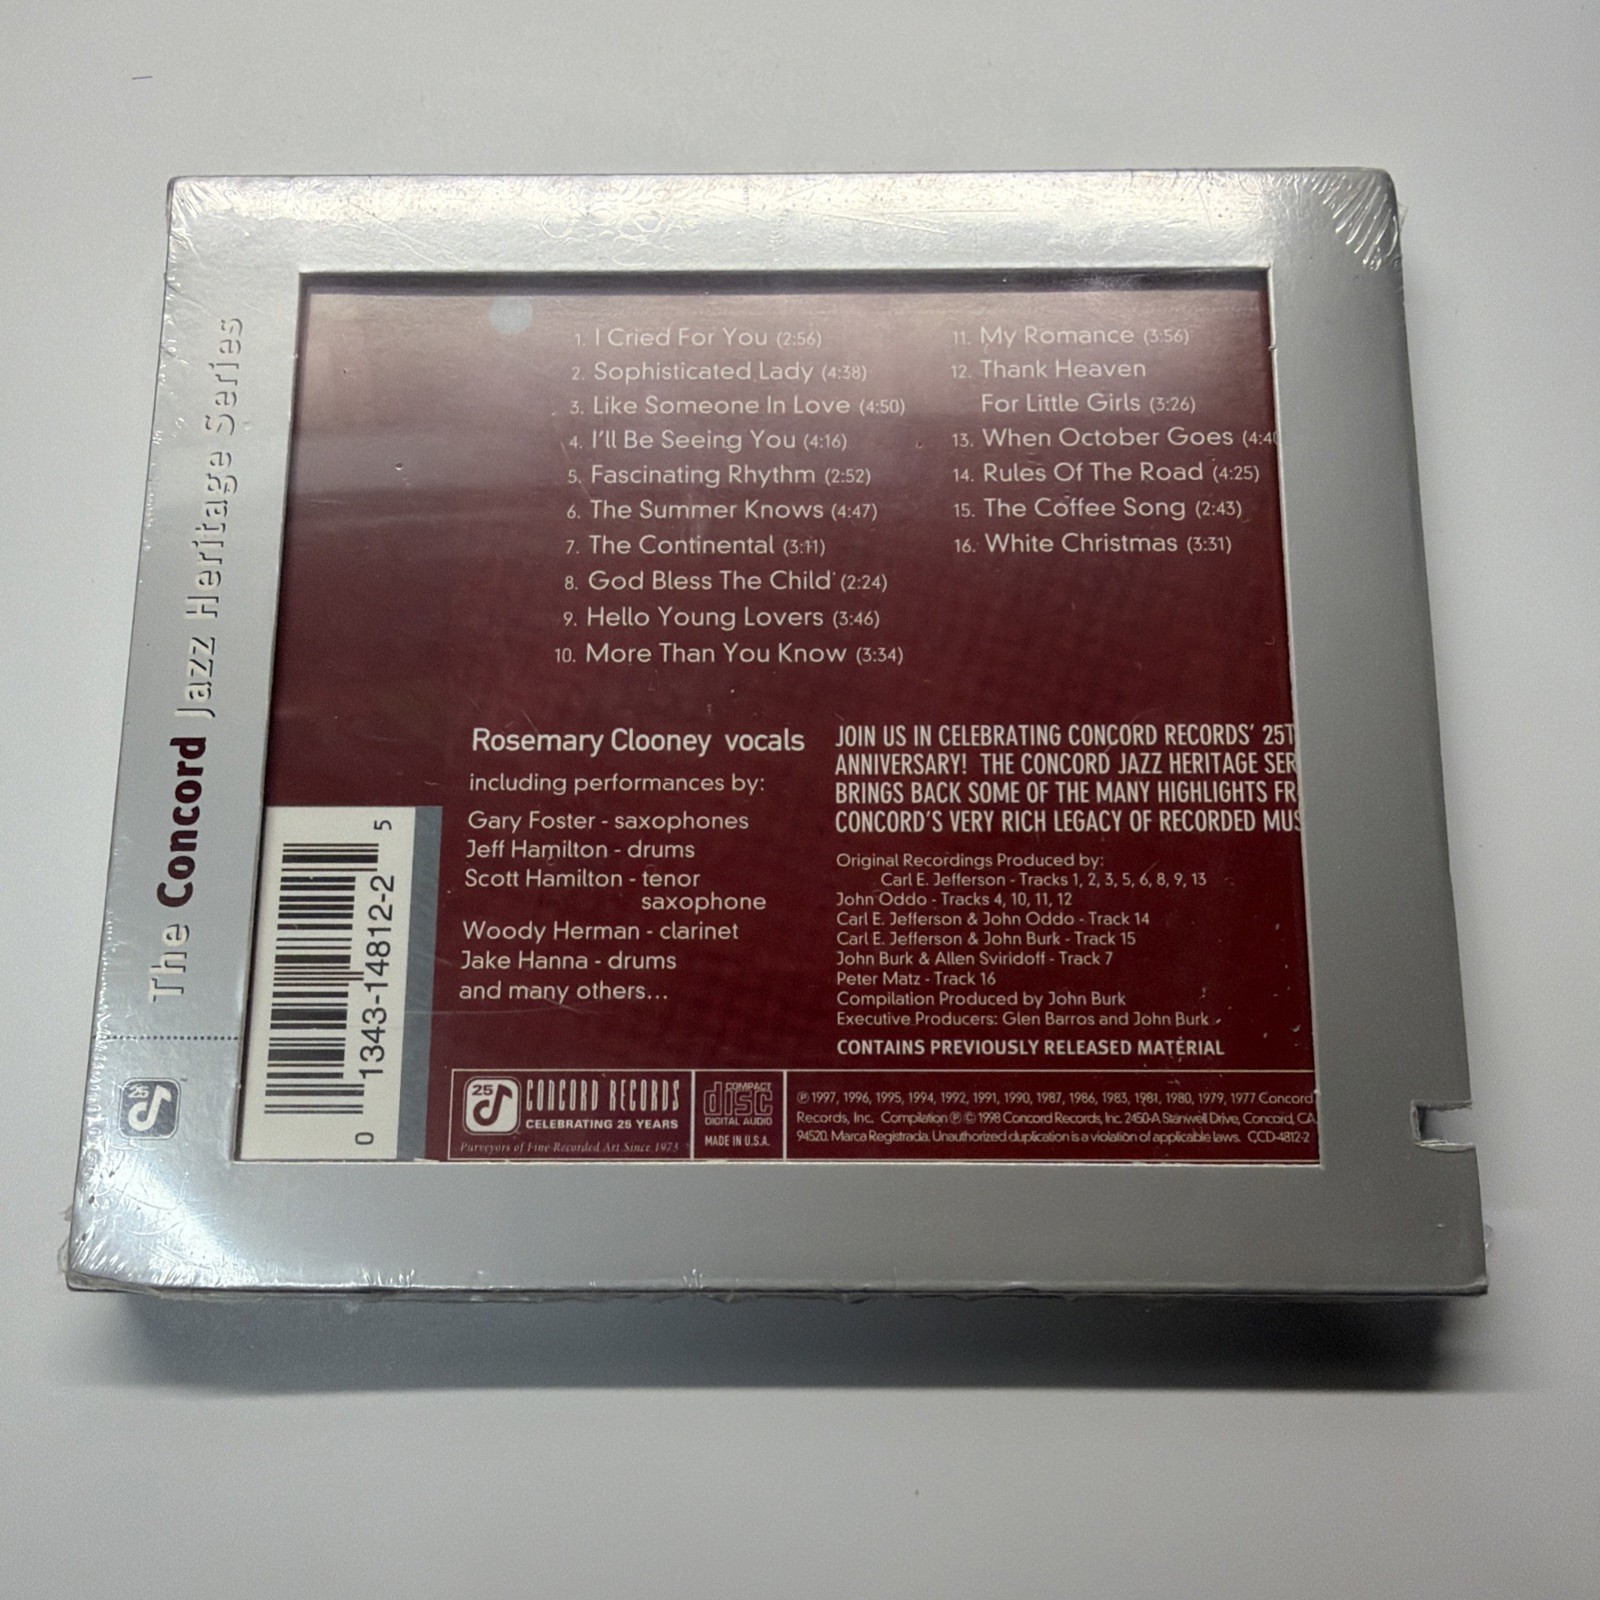 The Concord Jazz Heritage Series
25
1. I Cried For You (2:56)
2. Sophisticated Lady (4:38)
3. Like Someone In Love (4:50)
4. I'll Be Seeing You (4:16)
5. Fascinating Rhythm (2:52)
6. The Summer Knows (4:47)
7. The Continental (3:11)
8. God Bless The Child (2:24)
9. Hello Young Lovers (3:46)
10. More Than You Know (3:34)
11. My Romance (3:56)
12. Thank Heaven
For Little Girls (3:26)
13. When October Goes (4:4
14. Rules Of The Road (4:25)
15. The Coffee Song (2:43)
16. White Christmas (3:31)
Rosemary Clooney vocals
including performances by:
Gary Foster - saxophones
Jeff Hamilton - drums
Scott Hamilton - tenor
saxophone
Woody Herman - clarinet
Jake Hanna - drums
and many others...
JOIN US IN CELEBRATING CONCORD RECORDS' 25T
ANNIVERSARY! THE CONCORD JAZZ HERITAGE SER
BRINGS BACK SOME OF THE MANY HIGHLIGHTS FR
CONCORD'S VERY RICH LEGACY OF RECORDED MUS
Original Recordings Produced by:
Carl E. Jefferson - Tracks 1, 2, 3, 5, 6, 8, 9, 13
John Oddo - Tracks 4, 10, 11, 12
Carl E. Jefferson & John Oddo - Track 14
Carl E. Jefferson & John Burk - Track 15
John Burk & Allen Sviridoff - Track 7
Peter Matz - Track 16
Compilation Produced by John Burk
Executive Producers: Glen Barros and John Burk
CONTAINS PREVIOUSLY RELEASED MATERIAL
0 1343-14812-2 5
25 CONCORD RECORDS
CELEBRATING 25 YEARS
Purveyors of Fine Recorded Art Since 1973
COMPACT
disc
DIGITAL AUDIO
MADE IN U.S.A.
℗ 1997, 1996, 1995, 1994, 1992, 1991, 1990, 1987, 1986, 1983, 1981, 1980, 1979, 1977 Concord
Records, Inc. Compilation ℗ © 1998 Concord Records, Inc. 2450-A Stanwell Drive, Concord, CA
94520. Marca Registrada. Unauthorized duplication is a violation of applicable laws. CCD-4812-2